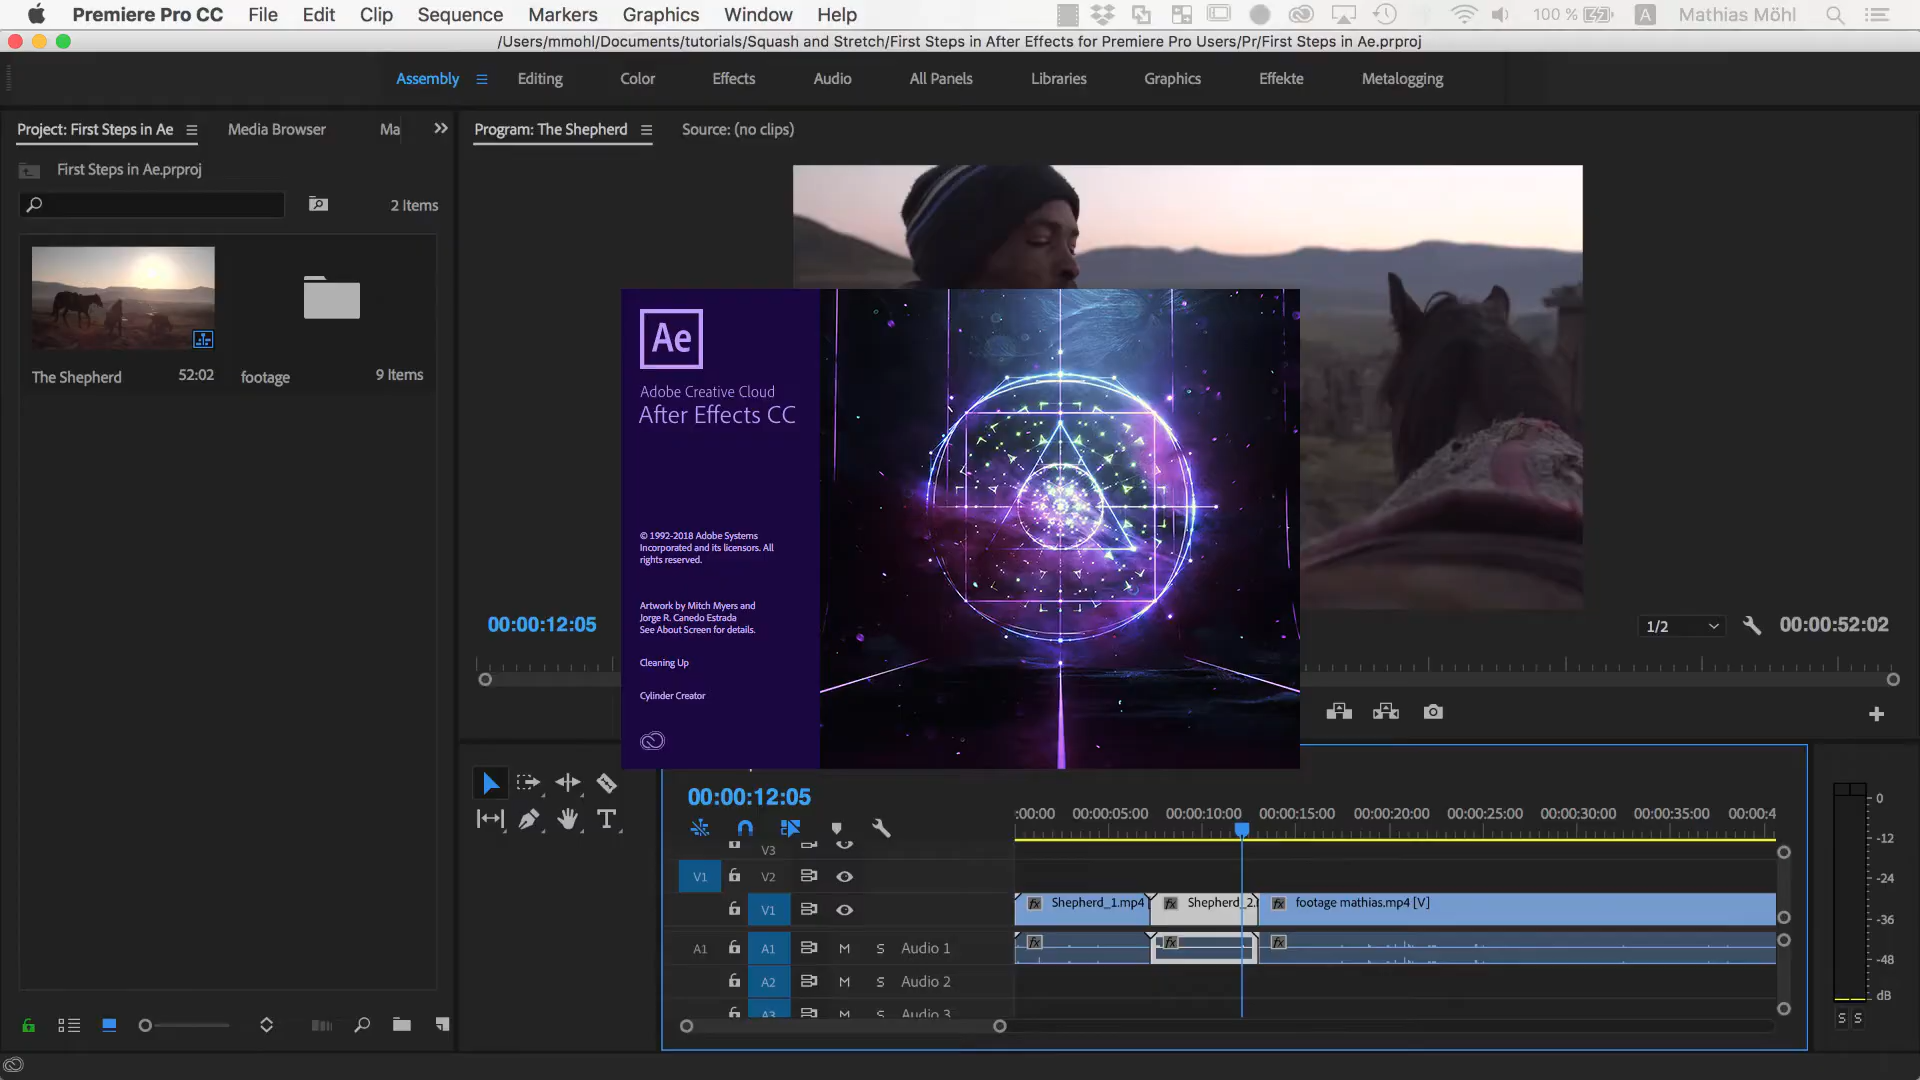 Premiere Pro CC File Edit Clip Sequence Markers Graphics Window Help 100 % A Mathias Möhl
/Users/mmohl/Documents/tutorials/Squash and Stretch/First Steps in After Effects for Premiere Pro Users/Pr/First Steps in Ae.prproj
Assembly Editing Color Effects Audio All Panels Libraries Graphics Effekte Metalogging
Project: First Steps in Ae Media Browser Ma
Program: The Shepherd Source: (no clips)
First Steps in Ae.prproj
2 Items
The Shepherd 52:02
footage 9 Items
Ae
Adobe Creative Cloud
After Effects CC
© 1992-2018 Adobe Systems
Incorporated and its licensors. All
rights reserved.
Artwork by Mitch Myers and
Jorge R. Canedo Estrada
See About Screen for details.
Cleaning Up
Cylinder Creator
00:00:12:05
1/2 00:00:52:02
00:00:12:05
:00:00 00:00:05:00 00:00:10:00 00:00:15:00 00:00:20:00 00:00:25:00 00:00:30:00 00:00:35:00 00:00:4
V3
V1 V2
V1
fx Shepherd_1.mp4 fx Shepherd_2. fx footage mathias.mp4 [V]
A1 A1 M S Audio 1
fx fx fx
A2 M S Audio 2
A3 Audio 3
0
-12
-24
-36
-48
dB
S S